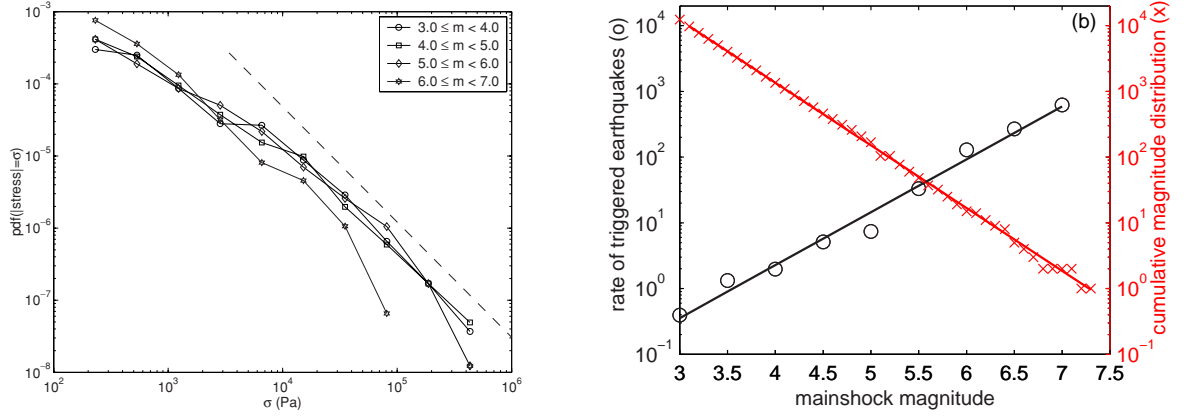 10^-3
10^-4
10^-5
10^-6
10^-7
10^-8
pdf(|stress|=σ)
10^2 10^3 10^4 10^5 10^6
σ (Pa)
3.0 ≤ m < 4.0
4.0 ≤ m < 5.0
5.0 ≤ m < 6.0
6.0 ≤ m < 7.0
(b)
10^4
10^3
10^2
10^1
10^0
10^-1
rate of triggered earthquakes (o)
3 3.5 4 4.5 5 5.5 6 6.5 7 7.5
mainshock magnitude
10^4
10^3
10^2
10^1
10^0
10^-1
cumulative magnitude distribution (x)